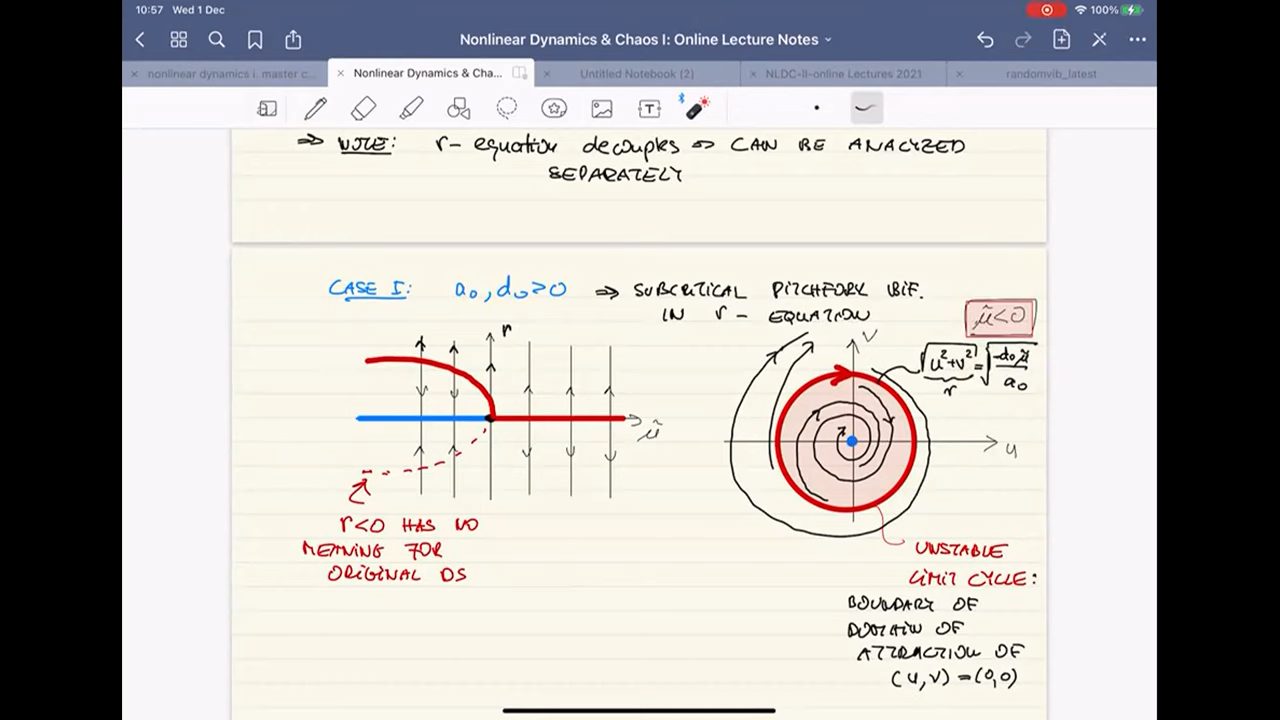 10:57 Wed 1 Dec
100%
Nonlinear Dynamics & Chaos I: Online Lecture Notes
nonlinear dynamics i. master c...
Nonlinear Dynamics & Cha...
Untitled Notebook (2)
NLDC-II-online Lectures 2021
randomvib_latest
⇒ NOTE: r- equation decouples ⇒ CAN BE ANALYZED
SEPARATELY
CASE I: a₀, d₀ > 0 ⇒ SUBCRITICAL PITCHFORK BIF.
IN r - EQUATION
μ̃<0
r
μ̃
r<0 HAS NO
MEANING FOR
ORIGINAL DS
v
u
√(u²+v²) = √(-d₀μ̃/a₀)
r
UNSTABLE
LIMIT CYCLE:
BOUNDARY OF
DOMAIN OF
ATTRACTION OF
(u,v) = (0,0)